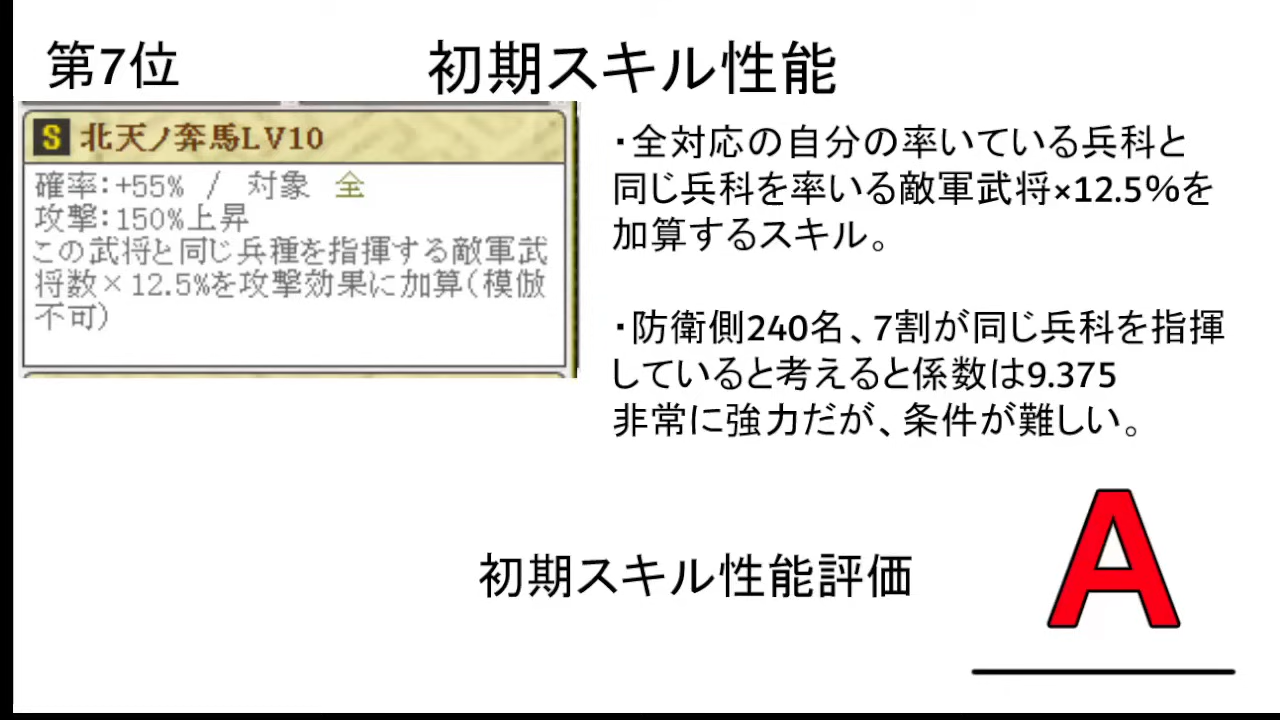 第7位
初期スキル性能
S 北天ノ奔馬LV10
確率:+55% / 対象 全
攻撃:150%上昇
この武将と同じ兵種を指揮する敵軍武
将数×12.5%を攻撃効果に加算(模倣
不可)
・全対応の自分の率いている兵科と
同じ兵科を率いる敵軍武将×12.5%を
加算するスキル。
・防衛側240名、7割が同じ兵科を指揮
していると考えると係数は9.375
非常に強力だが、条件が難しい。
初期スキル性能評価
A